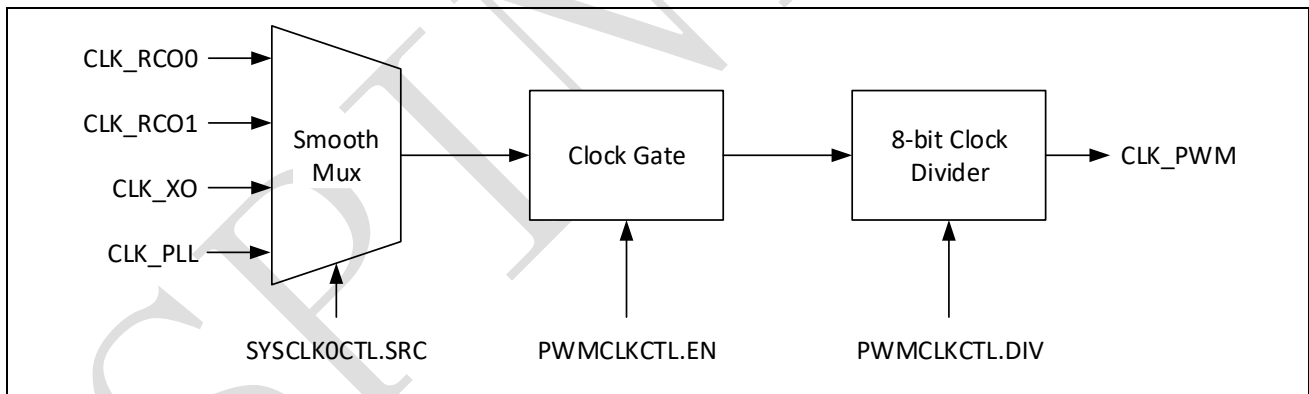 CLK_RCO0
CLK_RCO1
CLK_XO
CLK_PLL
Smooth
Mux
Clock Gate
8-bit Clock
Divider
CLK_PWM
SYSCLK0CTL.SRC
PWMCLKCTL.EN
PWMCLKCTL.DIV